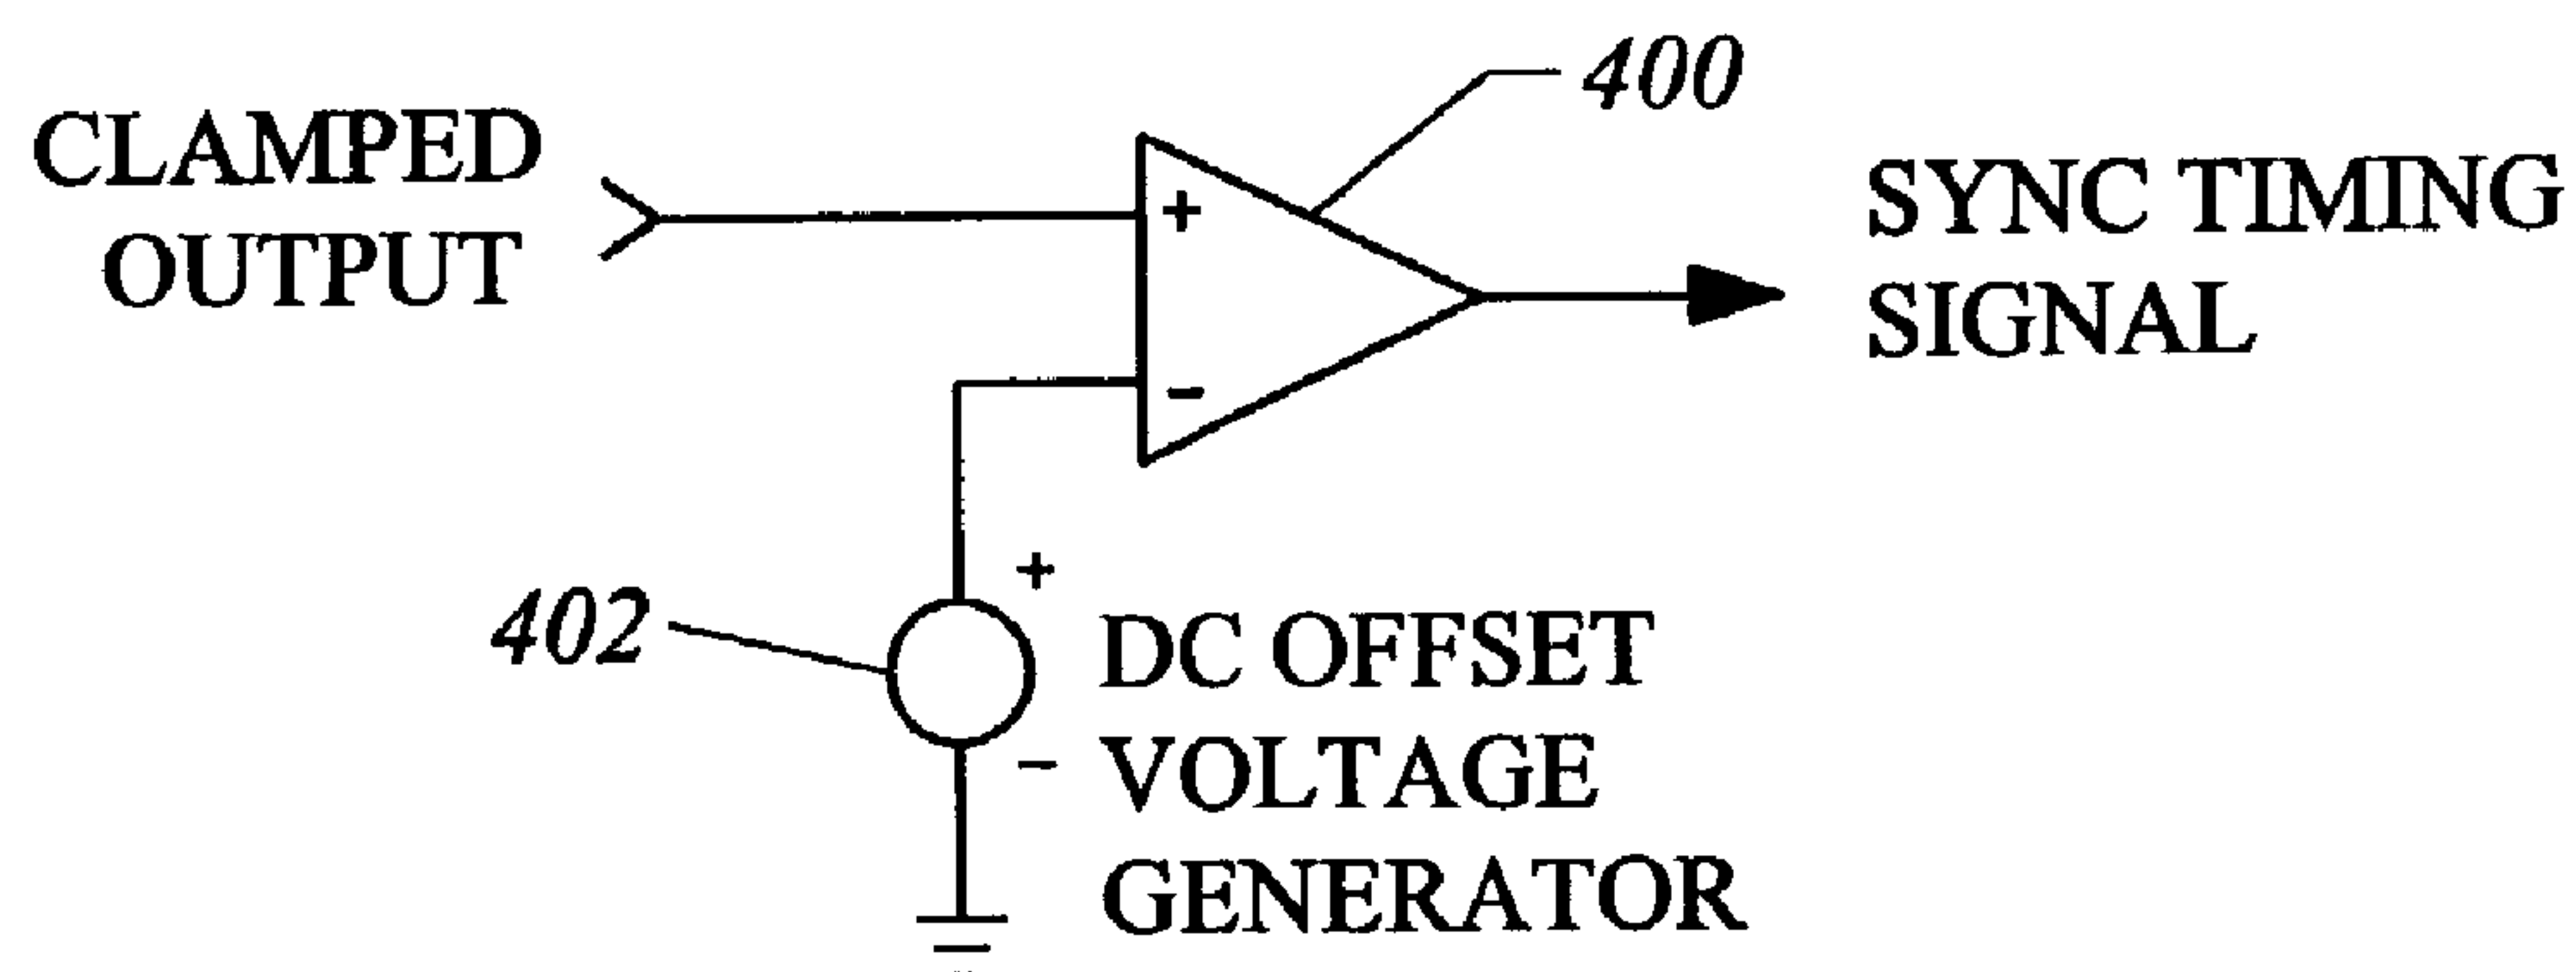 400
CLAMPED
OUTPUT
SYNC TIMING
SIGNAL
+
-
402
+
-
DC OFFSET
VOLTAGE
GENERATOR